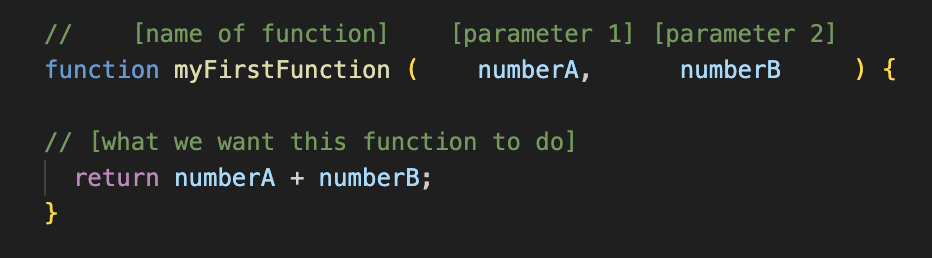 //    [name of function]    [parameter 1] [parameter 2]
function myFirstFunction (    numberA,      numberB     ) {
// [what we want this function to do]
  return numberA + numberB;
}